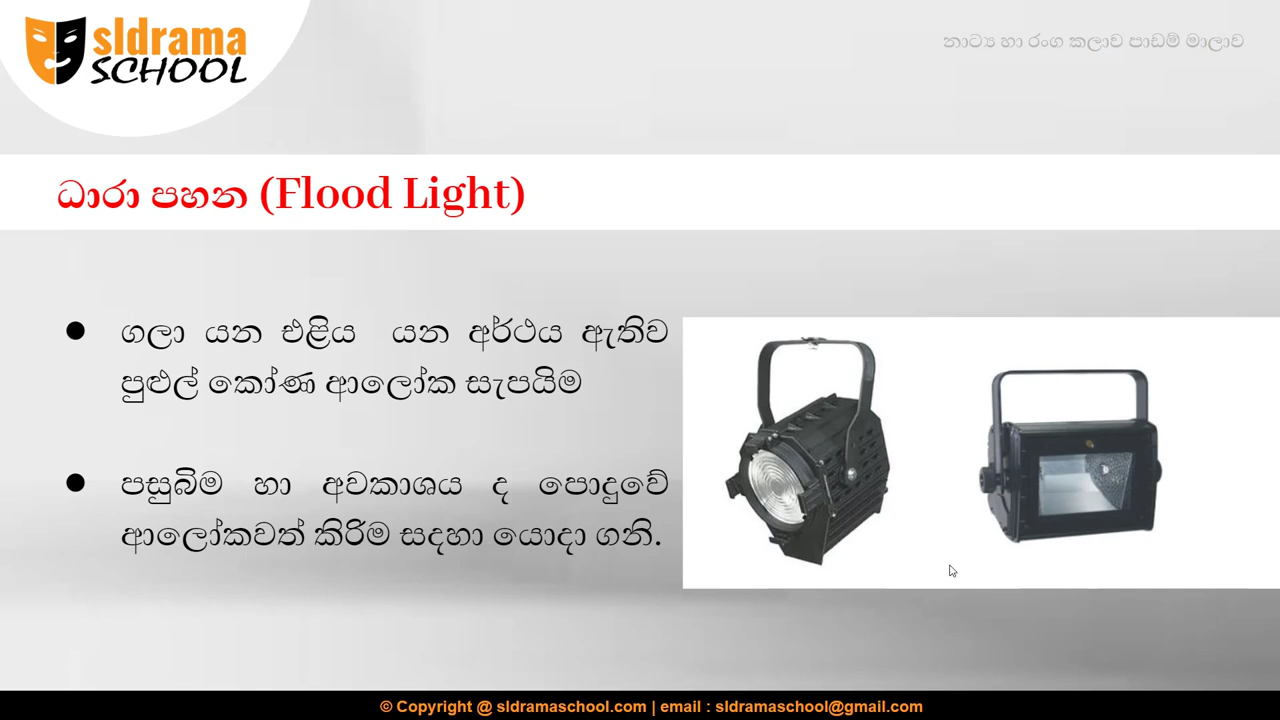 sldrama
SCHOOL
නාට්‍ය හා රංග කලාව පාඩම් මාලාව
ධාරා පහන (Flood Light)
● ගලා යන එළිය යන අර්ථය ඇතිව
පුළුල් කෝණ ආලෝක සැපයිම
● පසුබිම හා අවකාශය ද පොදුවේ
ආලෝකවත් කිරිම සදහා යොදා ගනි.
© Copyright @ sldramaschool.com | email : sldramaschool@gmail.com